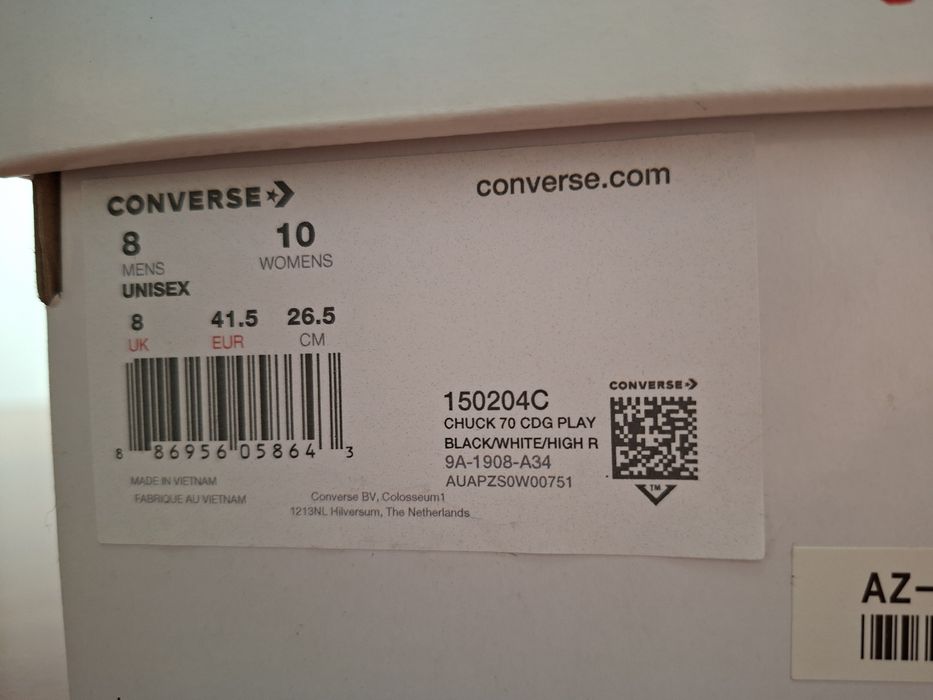 CONVERSE
converse.com
8 10
MENS WOMENS
UNISEX
8 41.5 26.5
UK EUR CM
8 86956 05864 3
MADE IN VIETNAM
FABRIQUE AU VIETNAM
Converse BV, Colosseum1
1213NL Hilversum, The Netherlands
150204C
CHUCK 70 CDG PLAY
BLACK/WHITE/HIGH R
9A-1908-A34
AUAPZS0W00751
CONVERSE
TM
AZ-